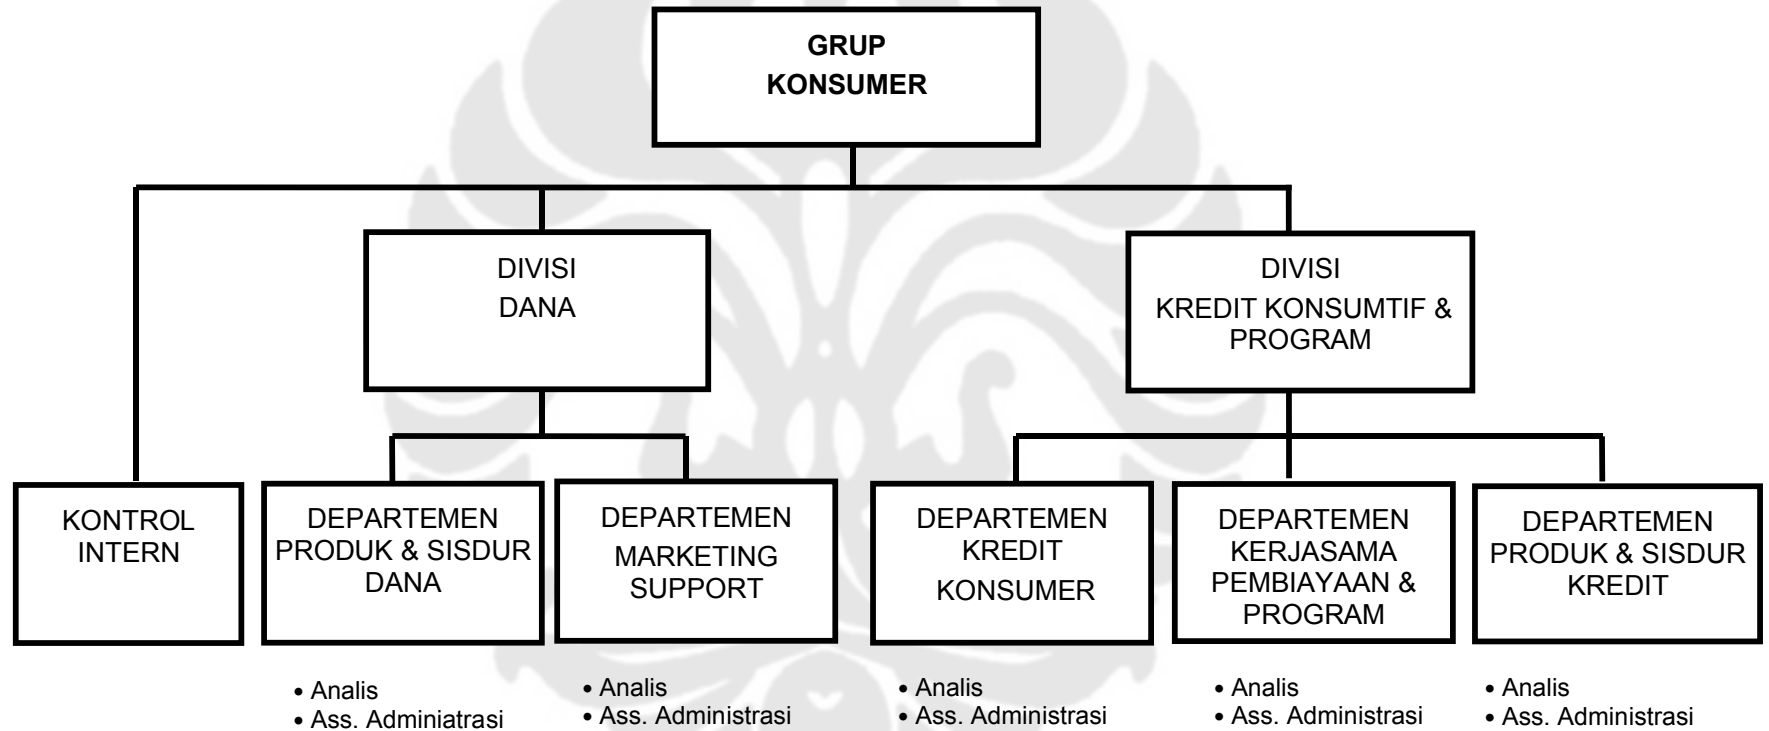 GRUP
KONSUMER
DIVISI
DANA
DIVISI
KREDIT KONSUMTIF &
PROGRAM
KONTROL
INTERN
DEPARTEMEN
PRODUK & SISDUR
DANA
DEPARTEMEN
MARKETING
SUPPORT
DEPARTEMEN
KREDIT
KONSUMER
DEPARTEMEN
KERJASAMA
PEMBIAYAAN &
PROGRAM
DEPARTEMEN
PRODUK & SISDUR
KREDIT
• Analis
• Ass. Adminiatrasi
• Analis
• Ass. Administrasi
• Analis
• Ass. Administrasi
• Analis
• Ass. Administrasi
• Analis
• Ass. Administrasi